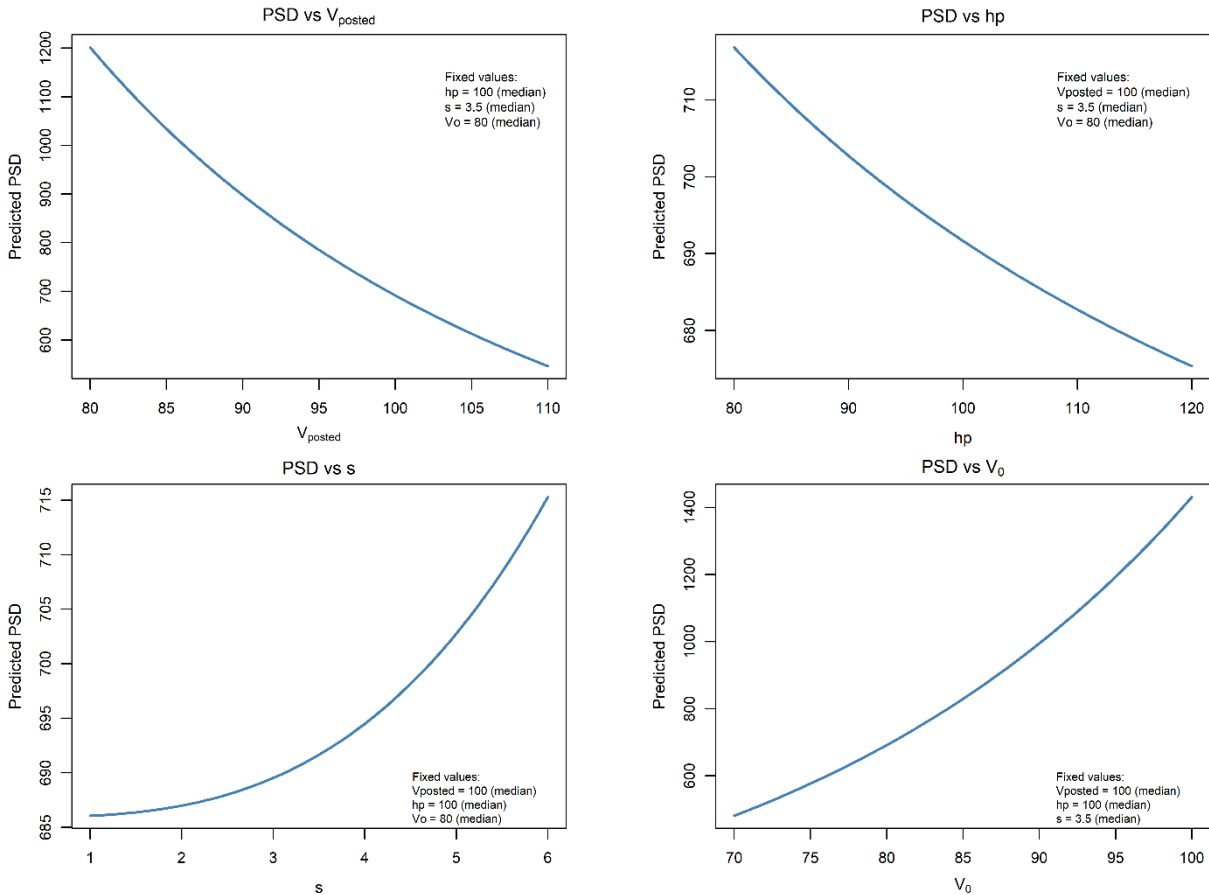 PSD vs Vposted
1200
1100
1000
900
800
700
600
Predicted PSD
Fixed values:
hp = 100 (median)
s = 3.5 (median)
Vo = 80 (median)
80 85 90 95 100 105 110
Vposted
PSD vs hp
710
700
690
680
Predicted PSD
Fixed values:
Vposted = 100 (median)
s = 3.5 (median)
Vo = 80 (median)
80 90 100 110 120
hp
PSD vs s
715
710
705
700
695
690
685
Predicted PSD
Fixed values:
Vposted = 100 (median)
hp = 100 (median)
Vo = 80 (median)
1 2 3 4 5 6
s
PSD vs V0
1400
1200
1000
800
600
Predicted PSD
Fixed values:
Vposted = 100 (median)
hp = 100 (median)
s = 3.5 (median)
70 75 80 85 90 95 100
V0